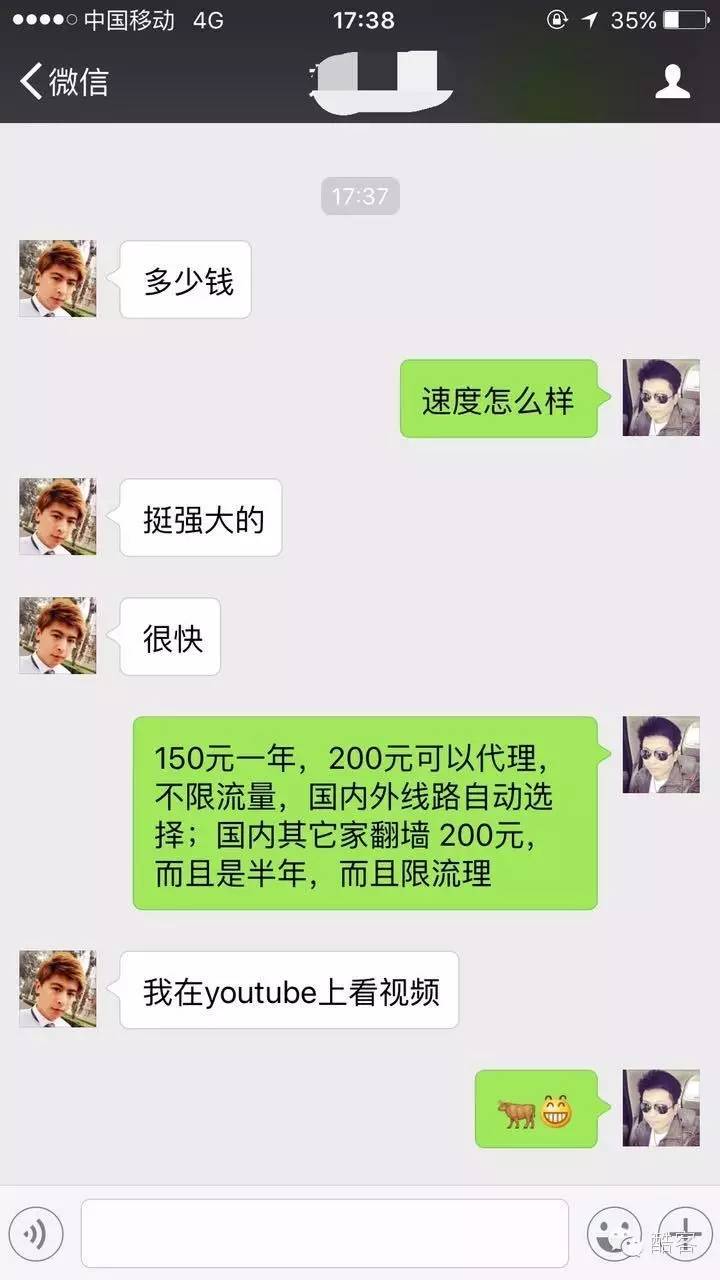 中国移动 4G 17:38 35%
微信
17:37
多少钱
速度怎么样
挺强大的
很快
150元一年，200元可以代理，
不限流量，国内外线路自动选
择；国内其它家翻墙 200元，
而且是半年，而且限流理
我在youtube上看视频
酷客